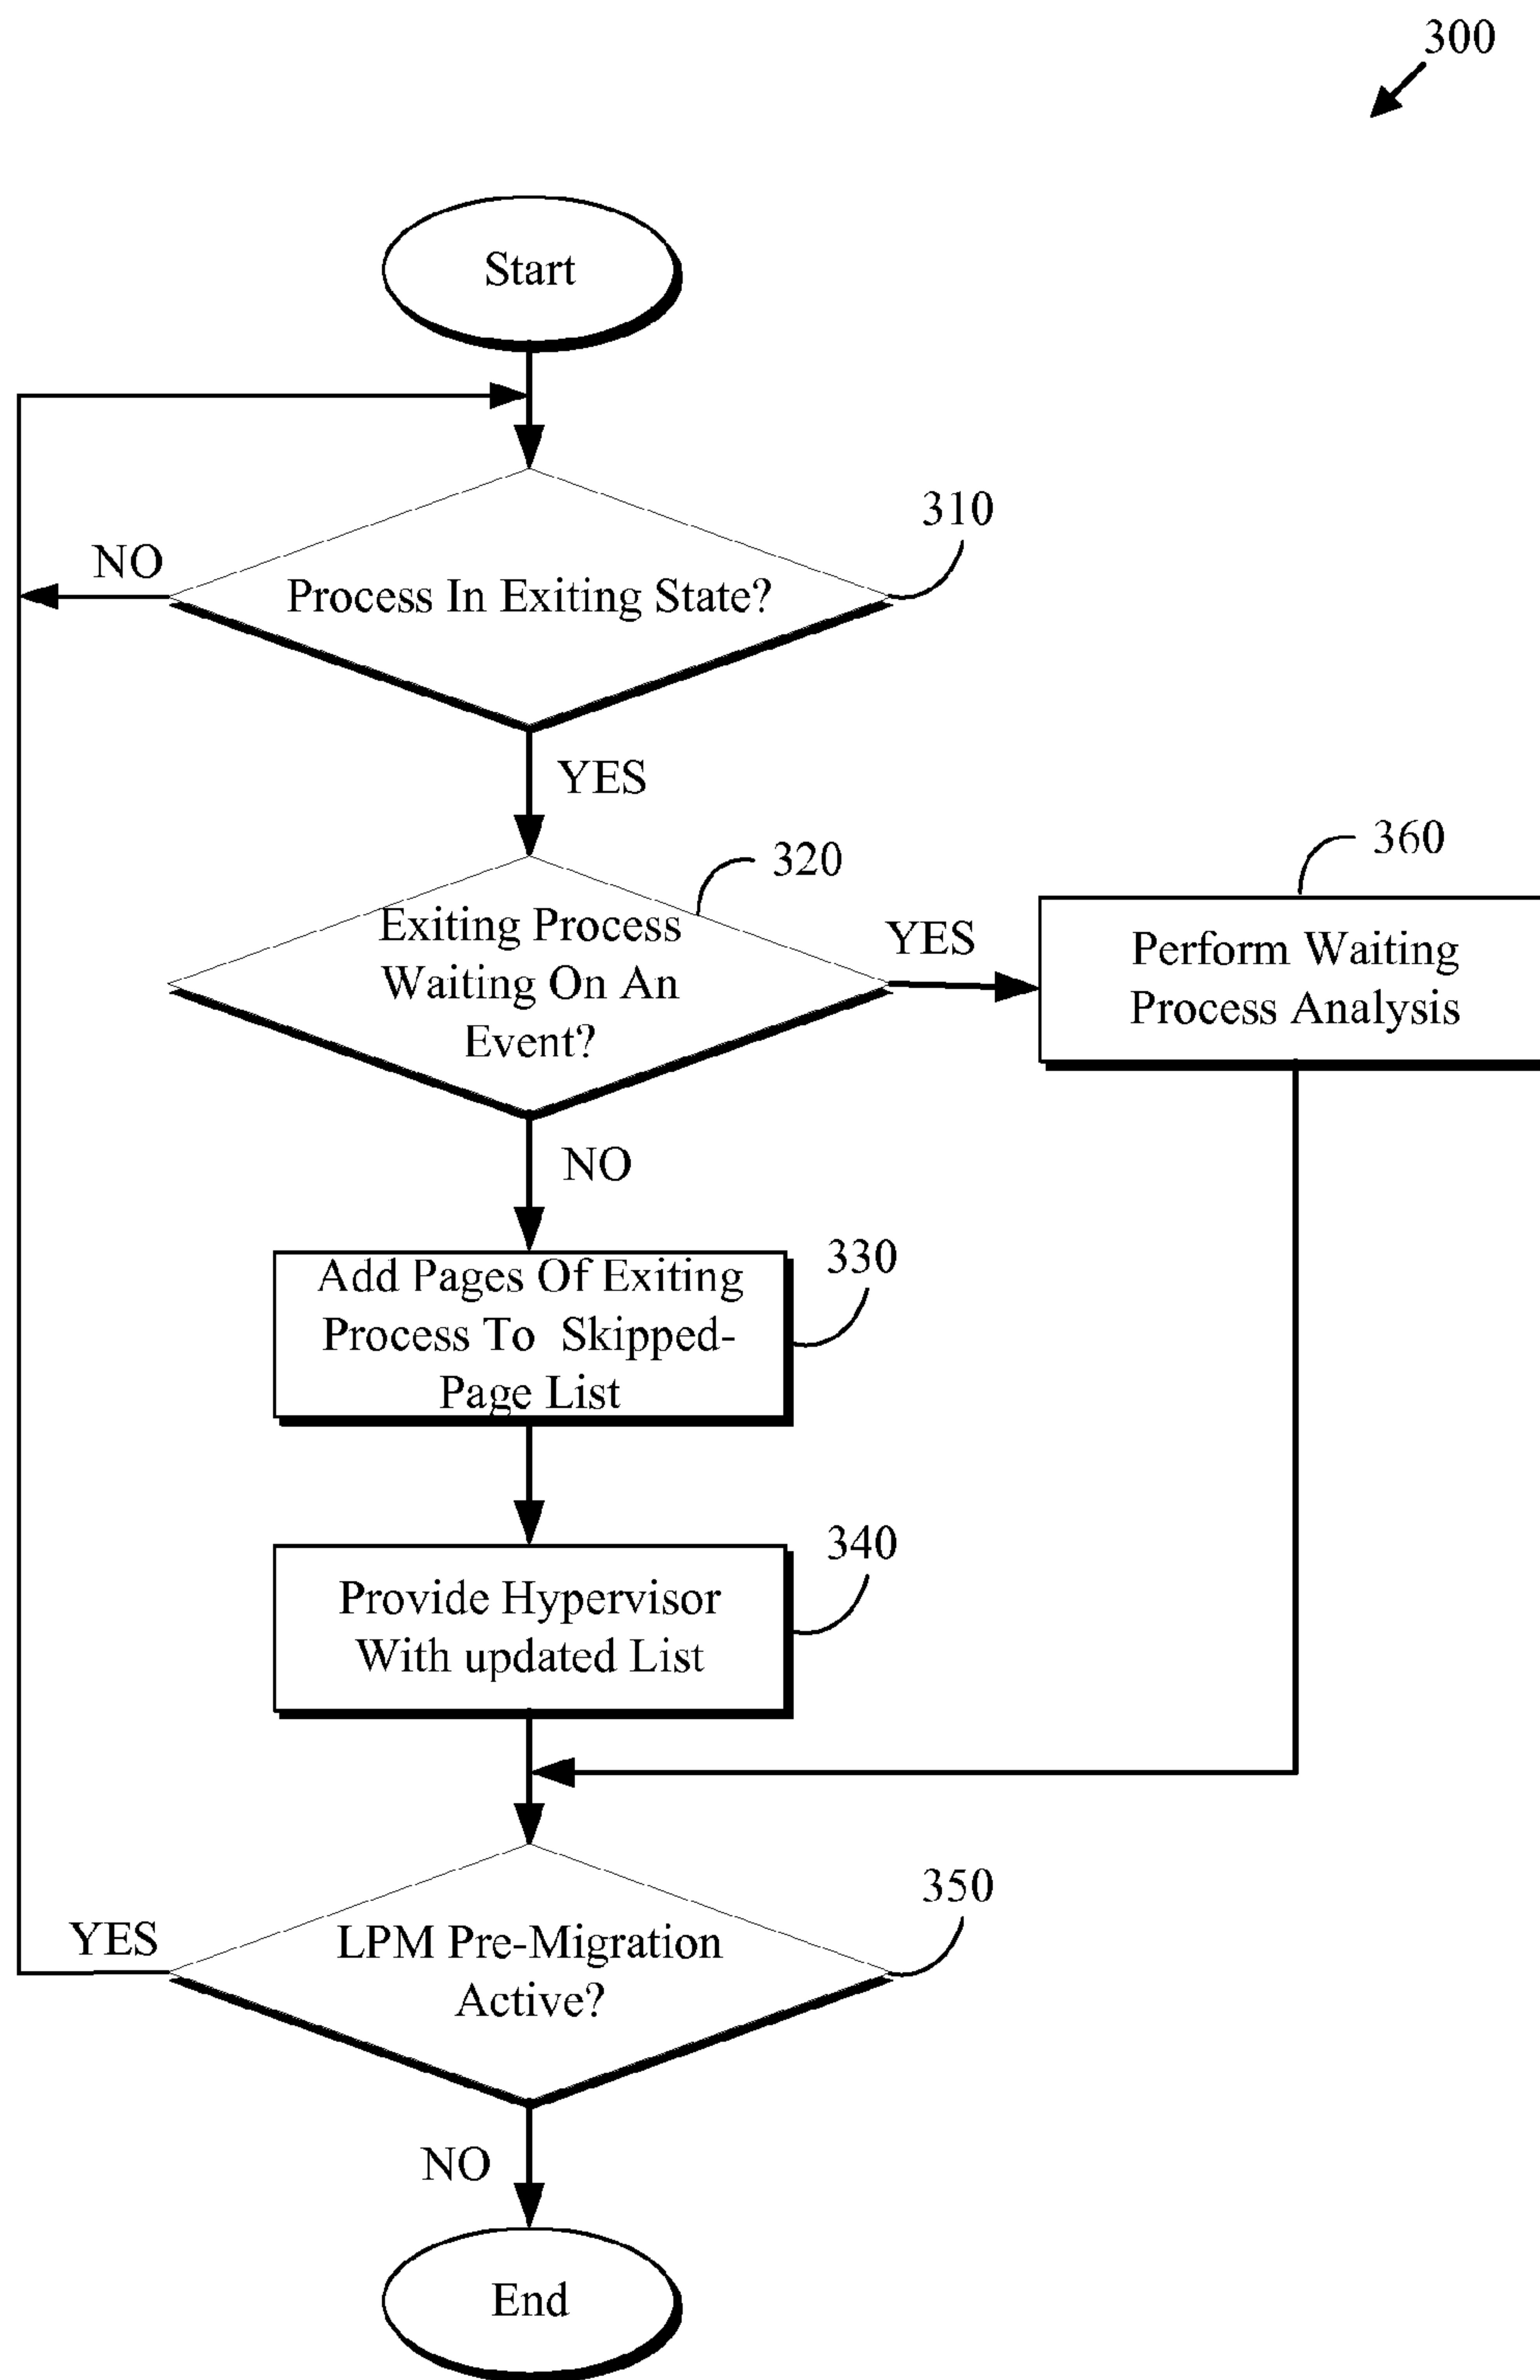 300
Start
310
NO
Process In Exiting State?
YES
320
360
Exiting Process
Waiting On An
Event?
YES
Perform Waiting
Process Analysis
NO
330
Add Pages Of Exiting
Process To Skipped-
Page List
340
Provide Hypervisor
With updated List
350
YES
LPM Pre-Migration
Active?
NO
End